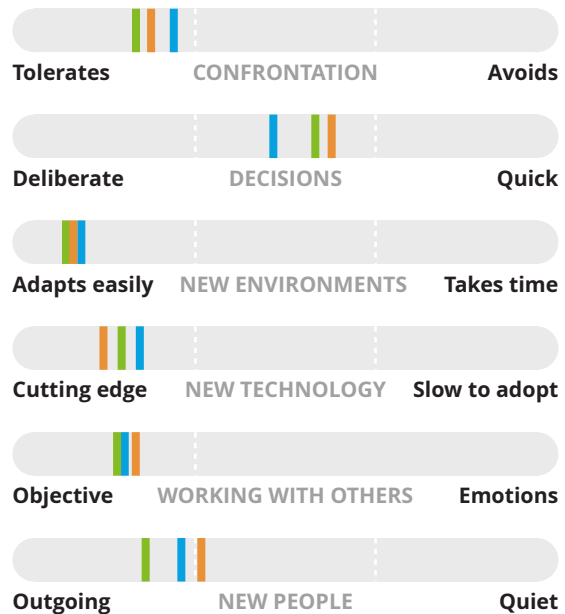 Tolerates CONFRONTATION Avoids
Deliberate DECISIONS Quick
Adapts easily NEW ENVIRONMENTS Takes time
Cutting edge NEW TECHNOLOGY Slow to adopt
Objective WORKING WITH OTHERS Emotions
Outgoing NEW PEOPLE Quiet